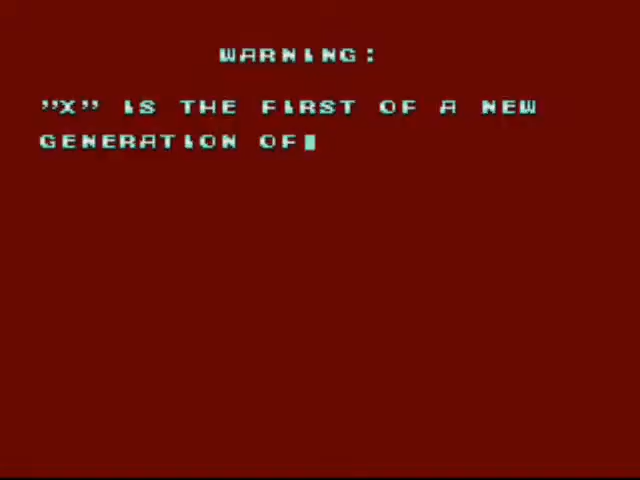 WARNING:
"X" IS THE FIRST OF A NEW
GENERATION OF